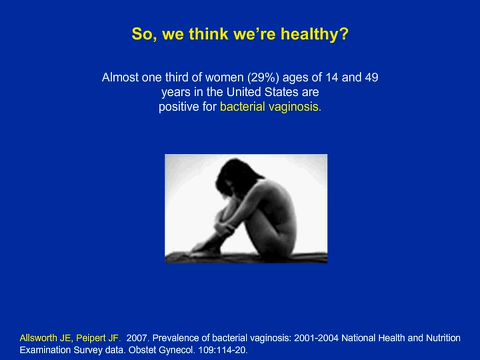 So, we think we're healthy?
Almost one third of women (29%) ages of 14 and 49
years in the United States are
positive for bacterial vaginosis.
Allsworth JE, Peipert JF.  2007. Prevalence of bacterial vaginosis: 2001-2004 National Health and Nutrition
Examination Survey data. Obstet Gynecol. 109:114-20.